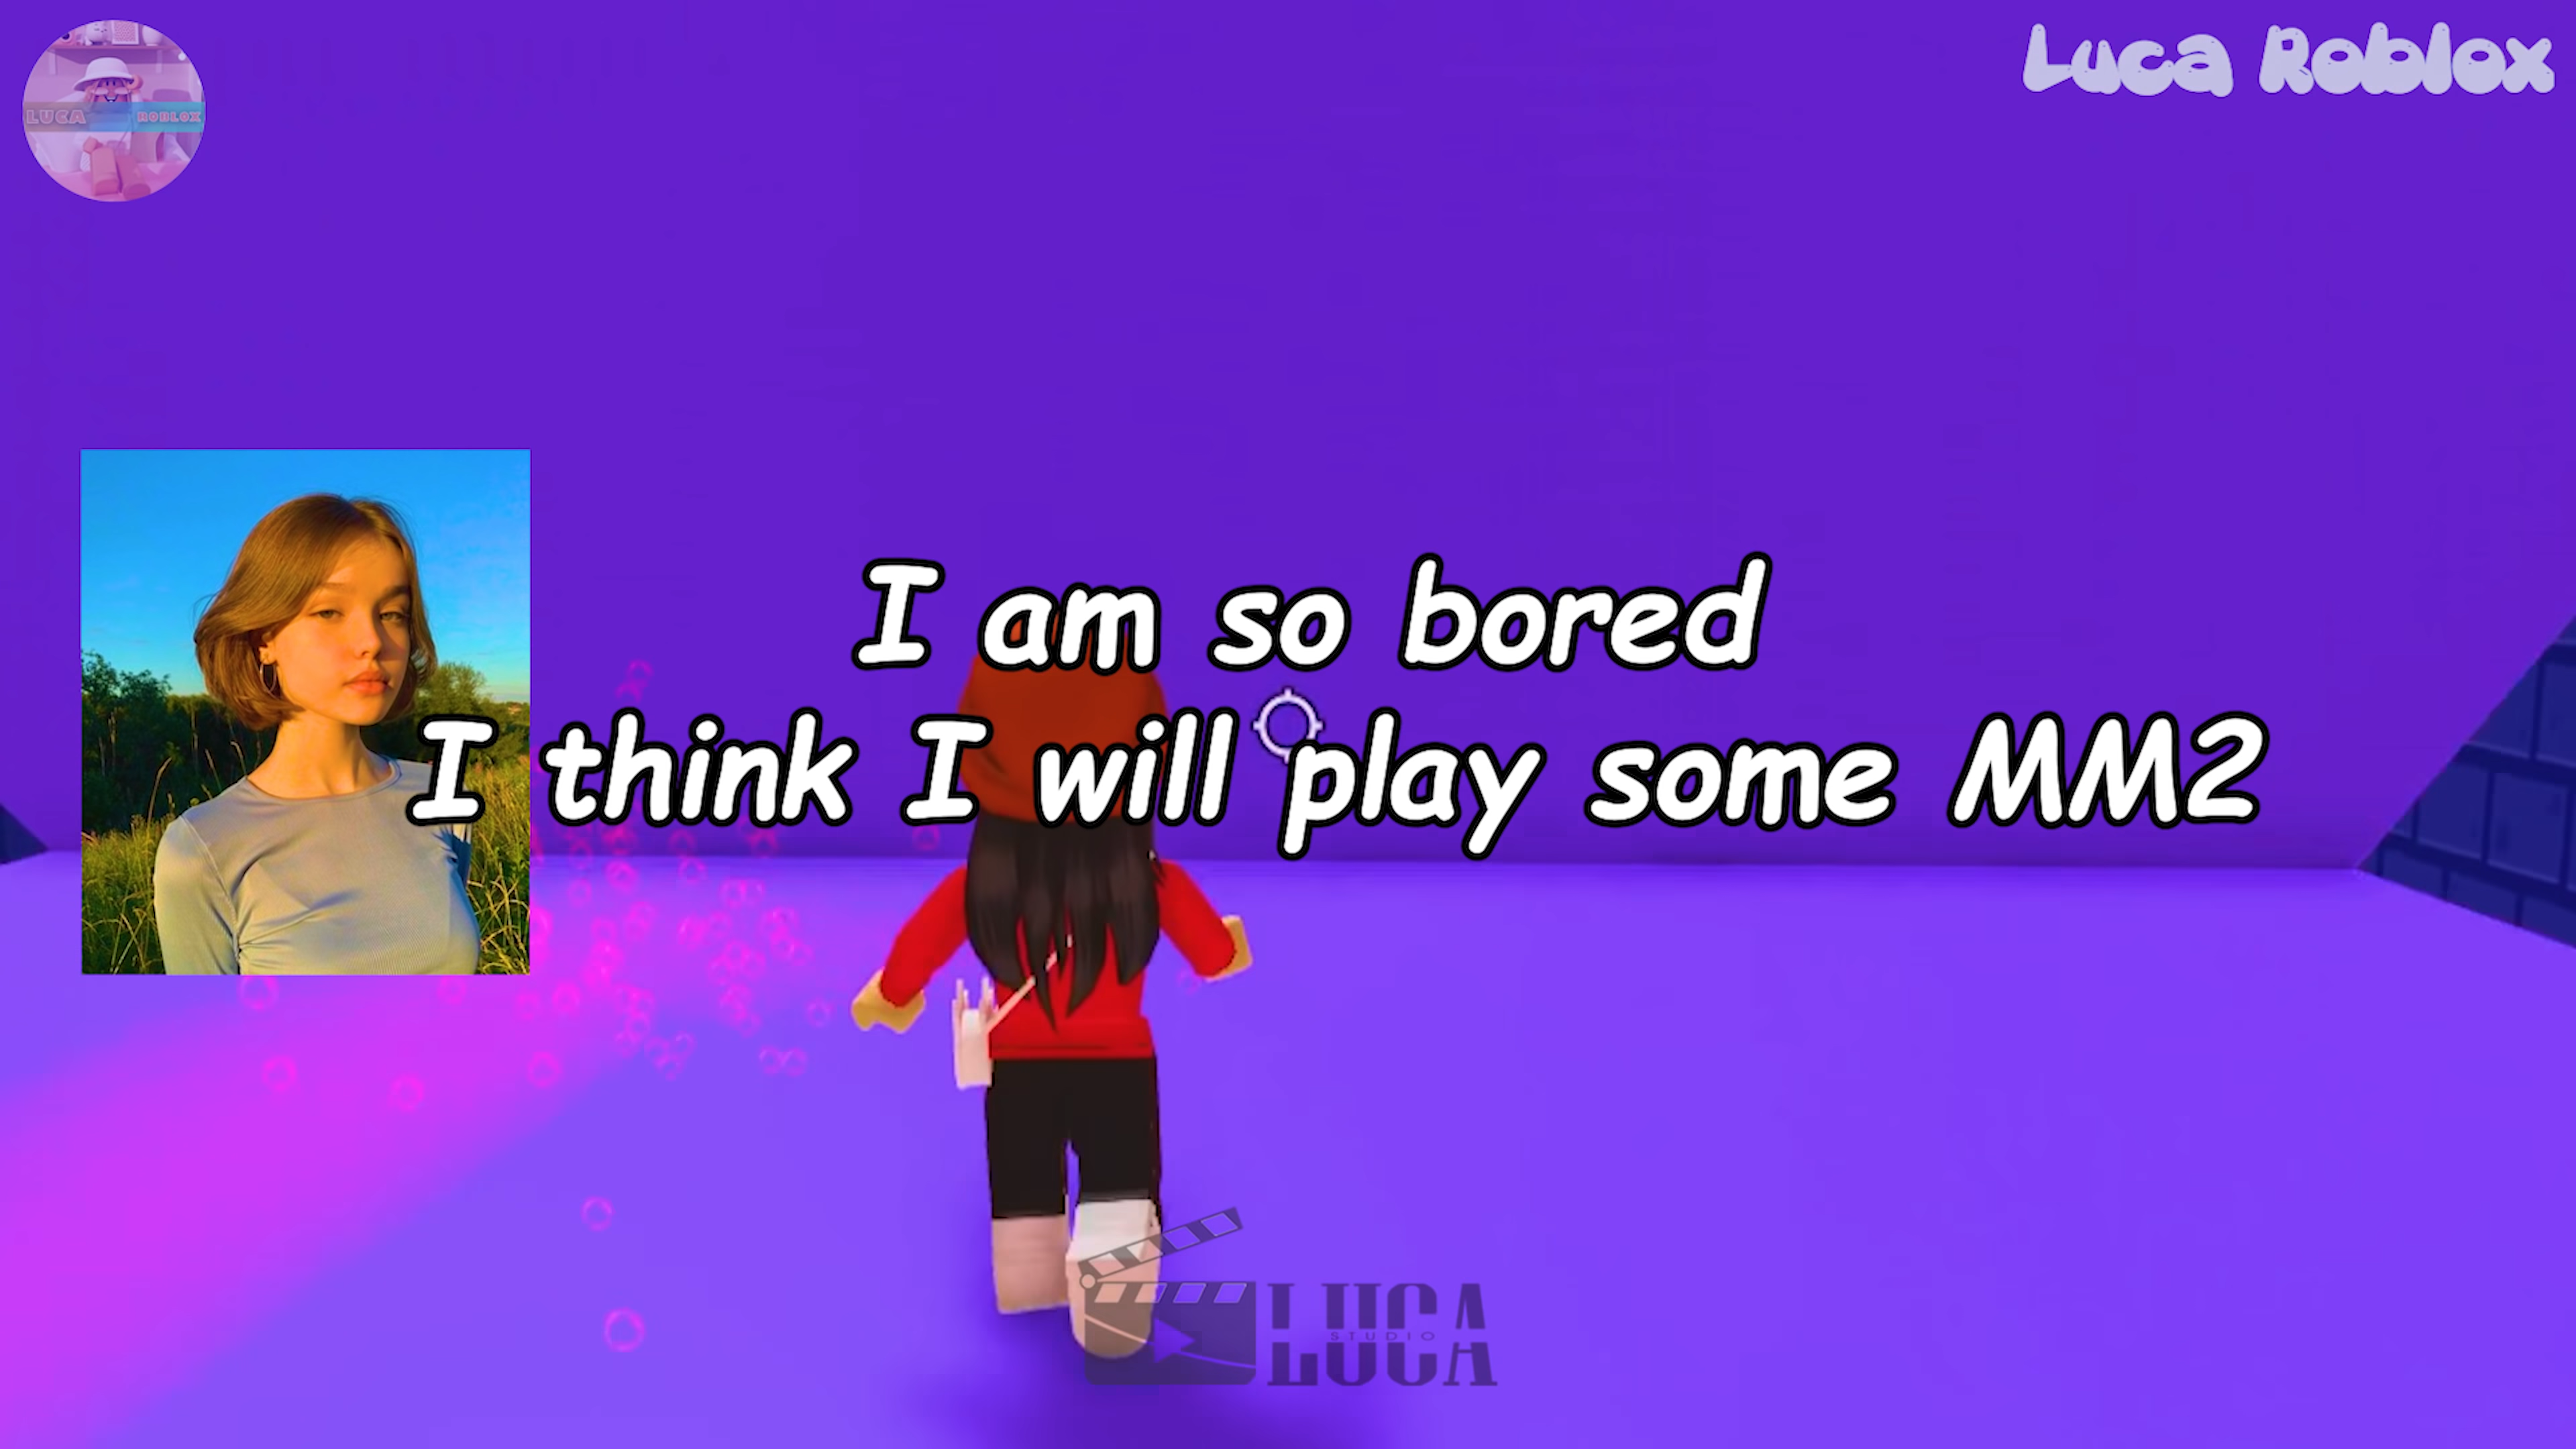 LUCA ROBLOX
Luca Roblox
I am so bored
I think I will play some MM2
LUCA
STUDIO